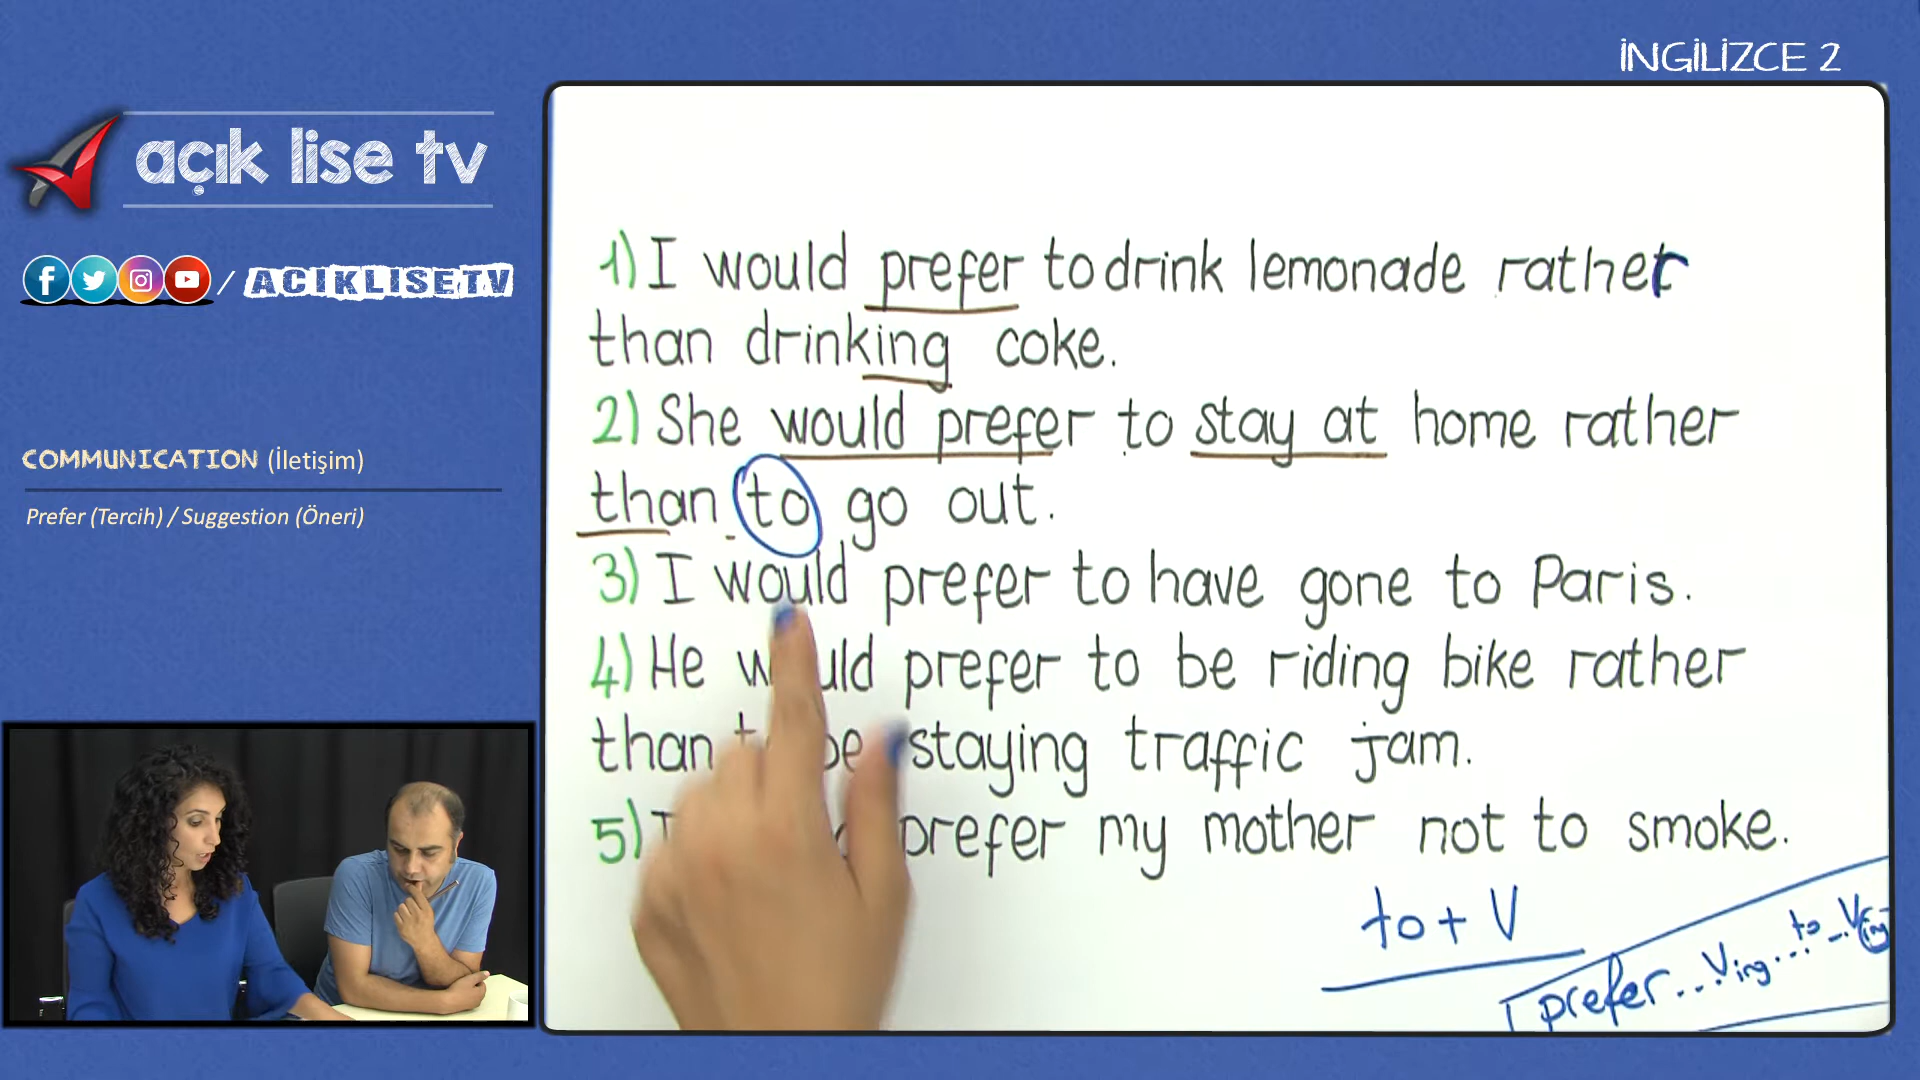 İNGİLİZCE 2
açık lise tv
/ ACIKLISETV
COMMUNICATION (İletişim)
Prefer (Tercih) / Suggestion (Öneri)
1) I would prefer to drink lemonade rather
than drinking coke.
2) She would prefer to stay at home rather
than to go out.
3) I would prefer to have gone to Paris.
4) He would prefer to be riding bike rather
than be staying traffic jam.
5) I prefer my mother not to smoke.
to + V
prefer...Ving...to...Ving